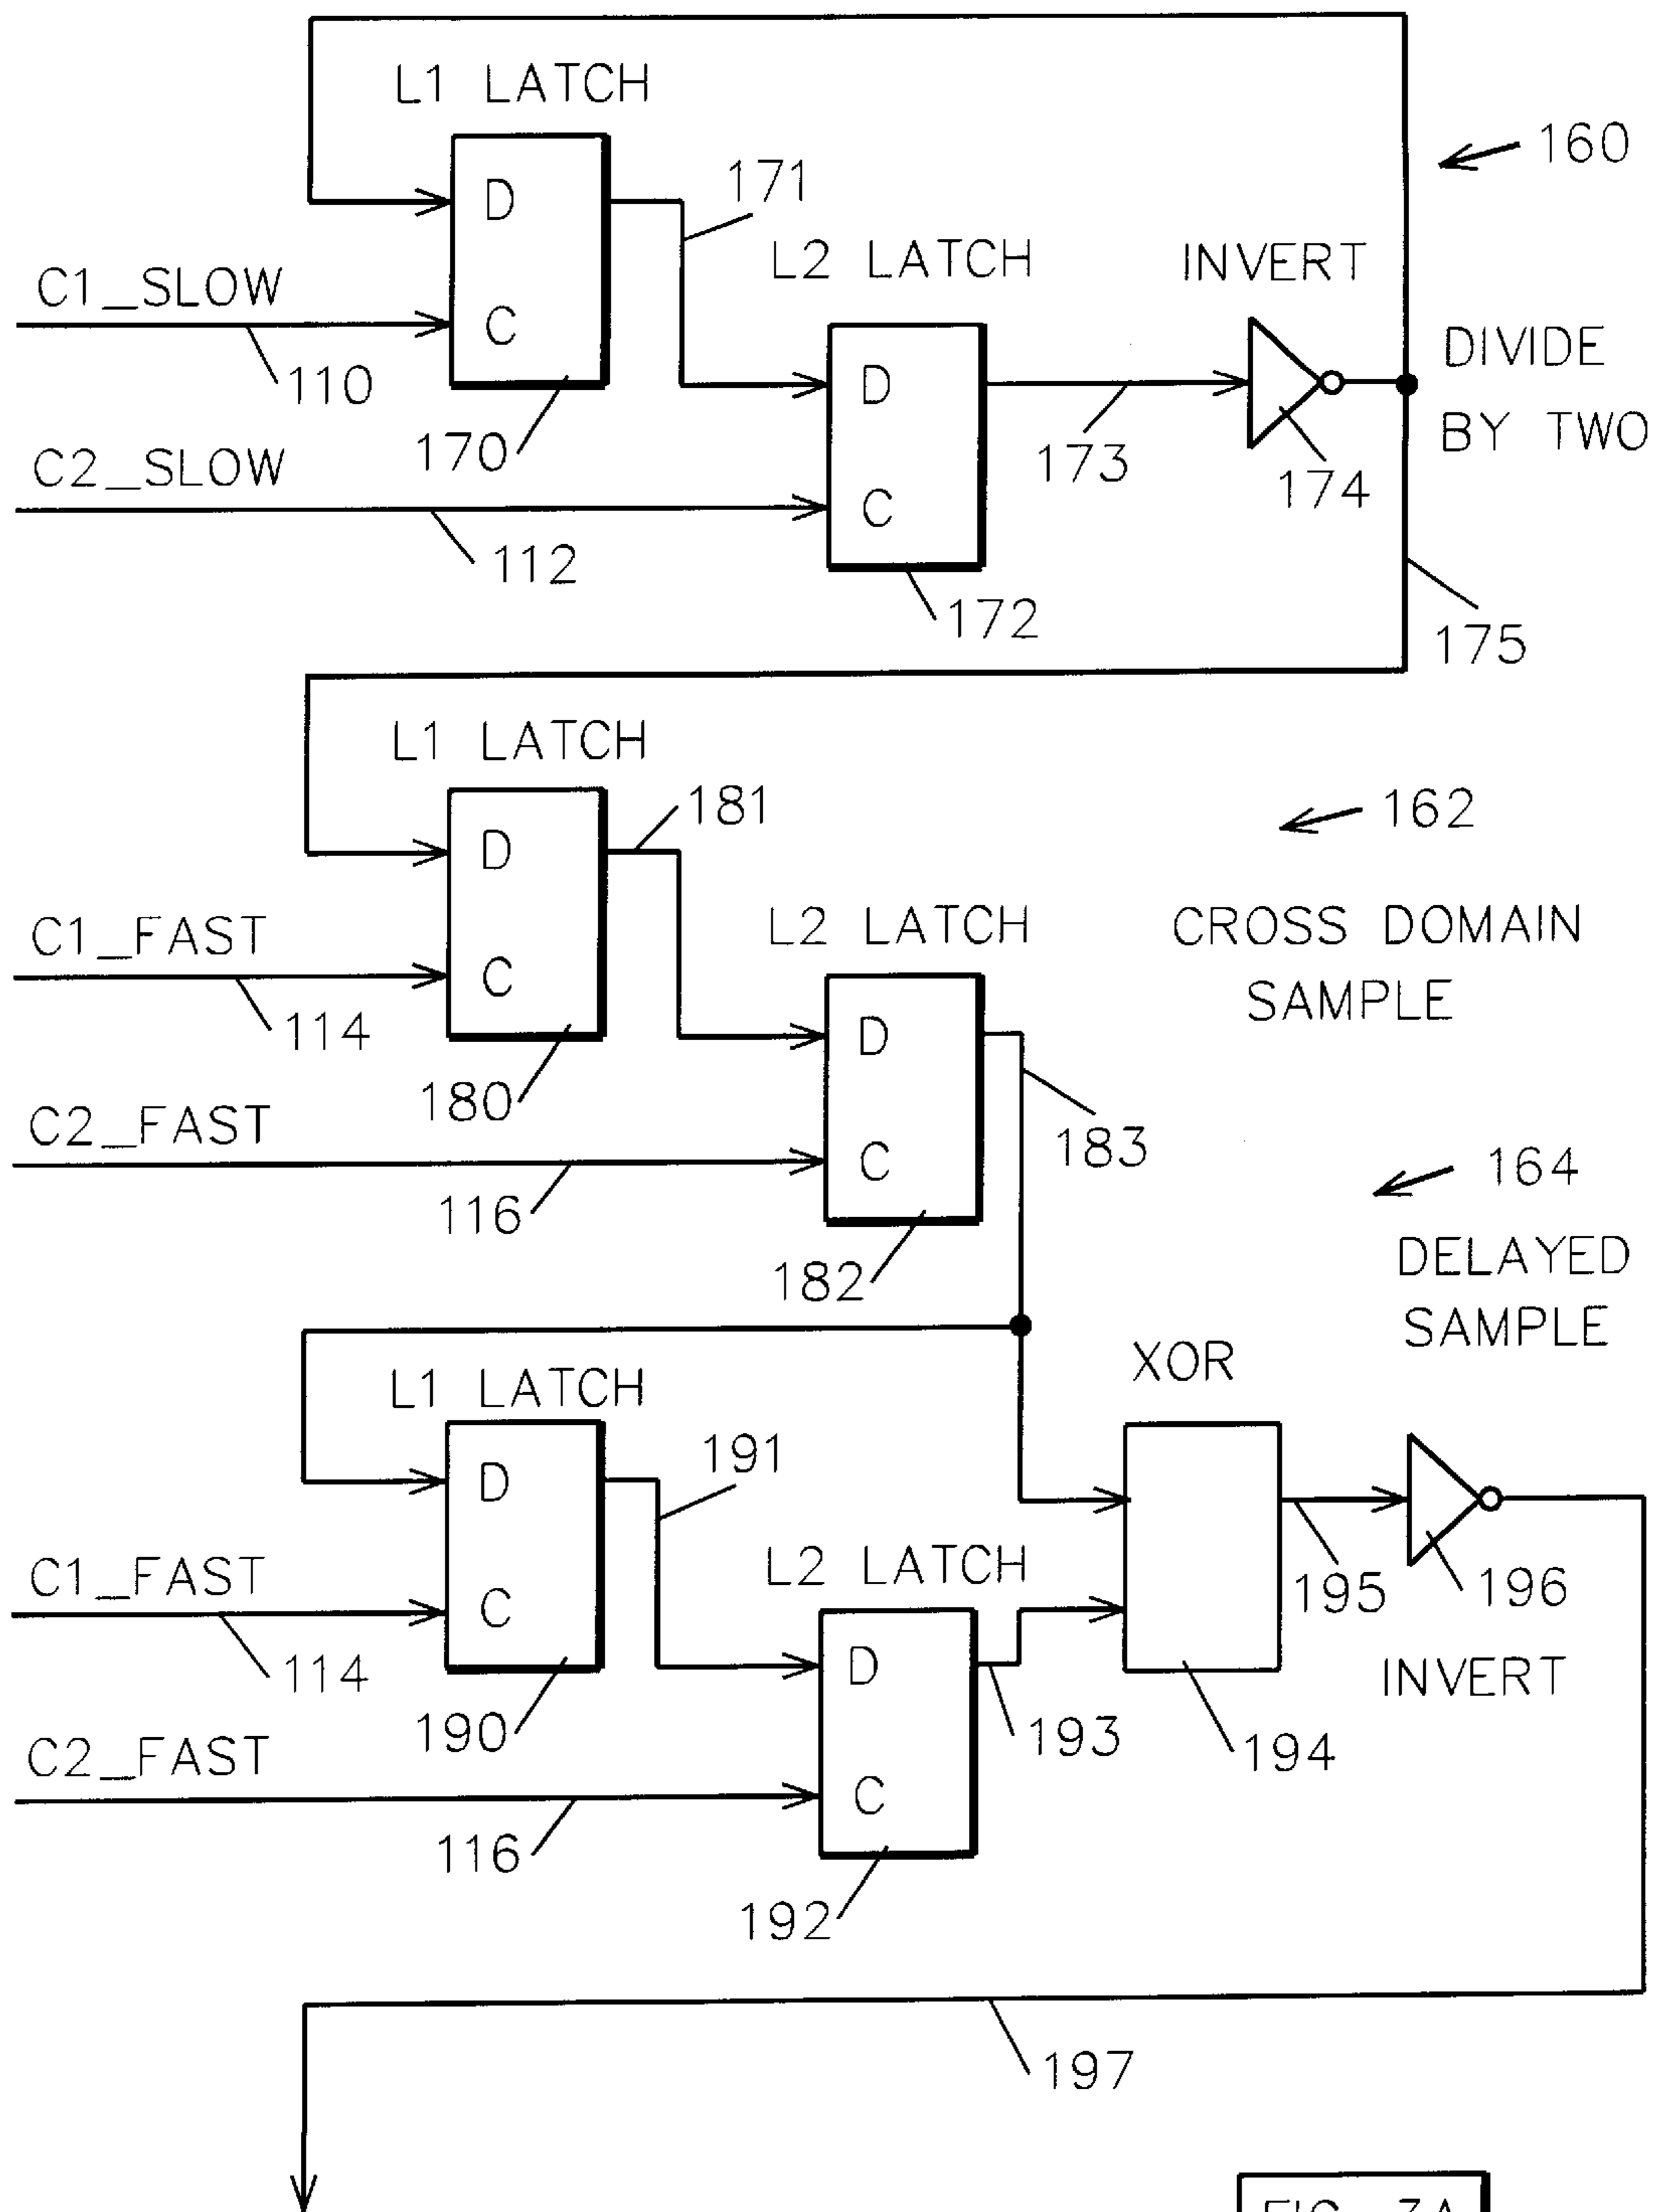 L1 LATCH
160
D
171
L2 LATCH
INVERT
C1_SLOW
C
110
D
DIVIDE
BY TWO
170
173
174
C2_SLOW
C
112
172
175
L1 LATCH
181
162
D
L2 LATCH
CROSS DOMAIN
SAMPLE
C1_FAST
C
114
D
180
C2_FAST
183
C
164
116
DELAYED
SAMPLE
182
XOR
L1 LATCH
191
D
L2 LATCH
C1_FAST
C
195
196
114
D
INVERT
190
193
194
C2_FAST
C
116
192
197
FIG. 3A